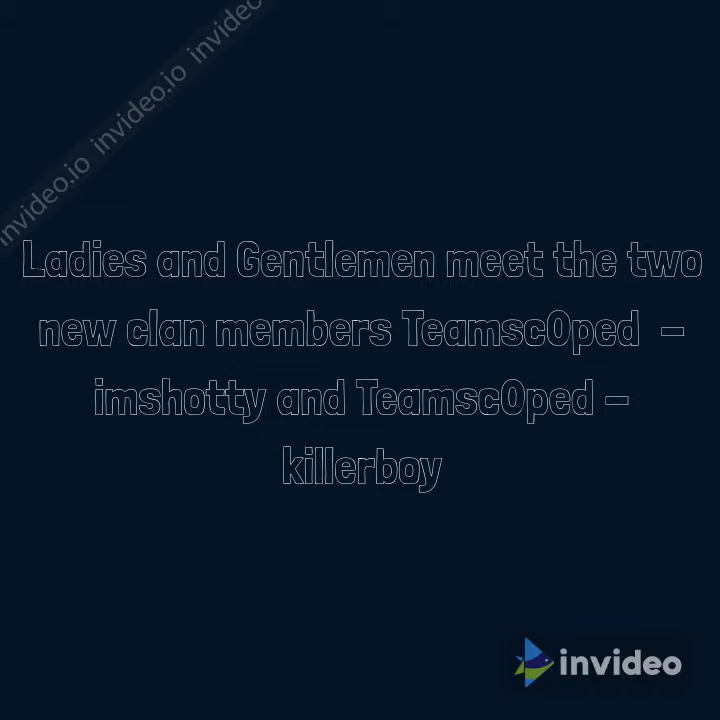 invideo.io invideo.io invideo
Ladies and Gentlemen meet the two
new clan members Teamsc0ped –
imshotty and Teamsc0ped –
killerboy
invideo